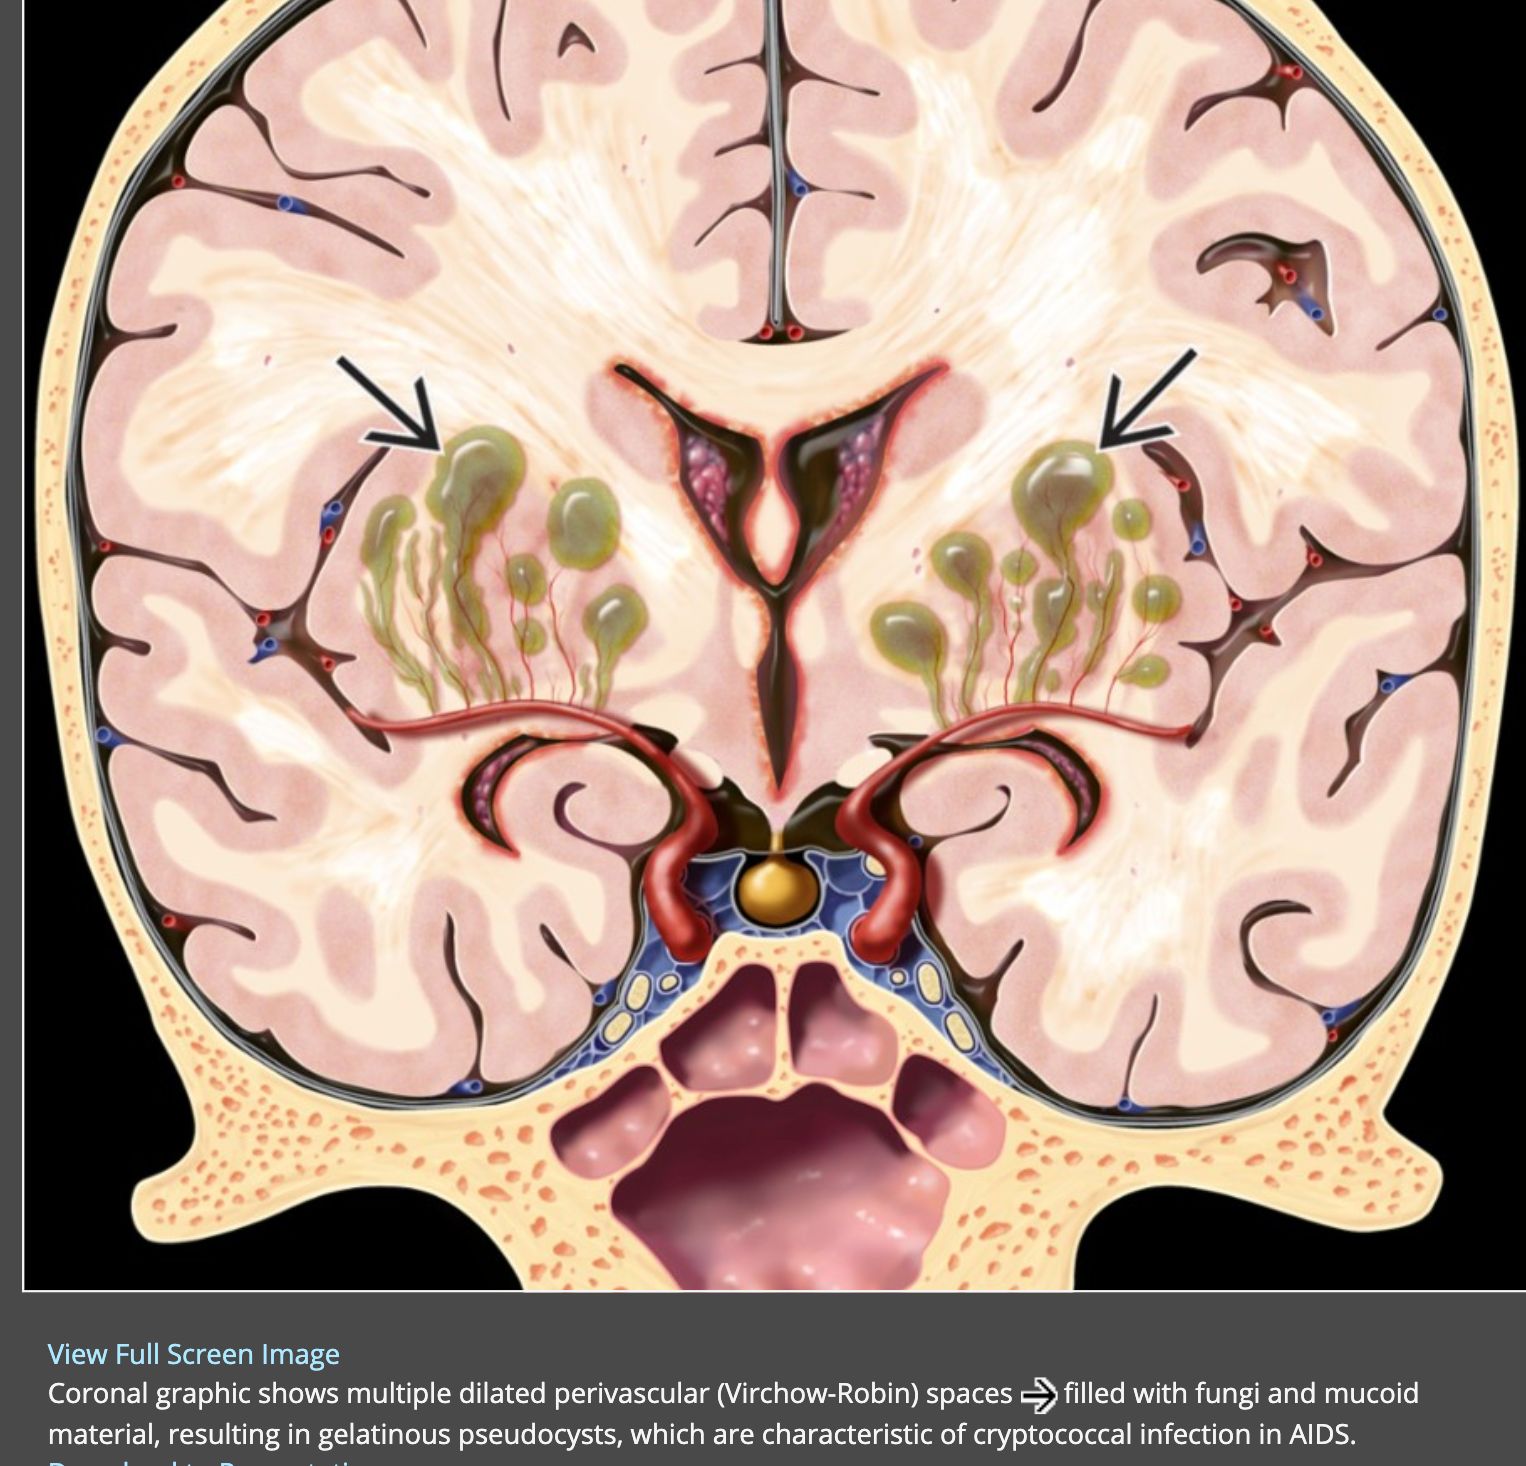 View Full Screen Image
Coronal graphic shows multiple dilated perivascular (Virchow-Robin) spaces filled with fungi and mucoid
material, resulting in gelatinous pseudocysts, which are characteristic of cryptococcal infection in AIDS.